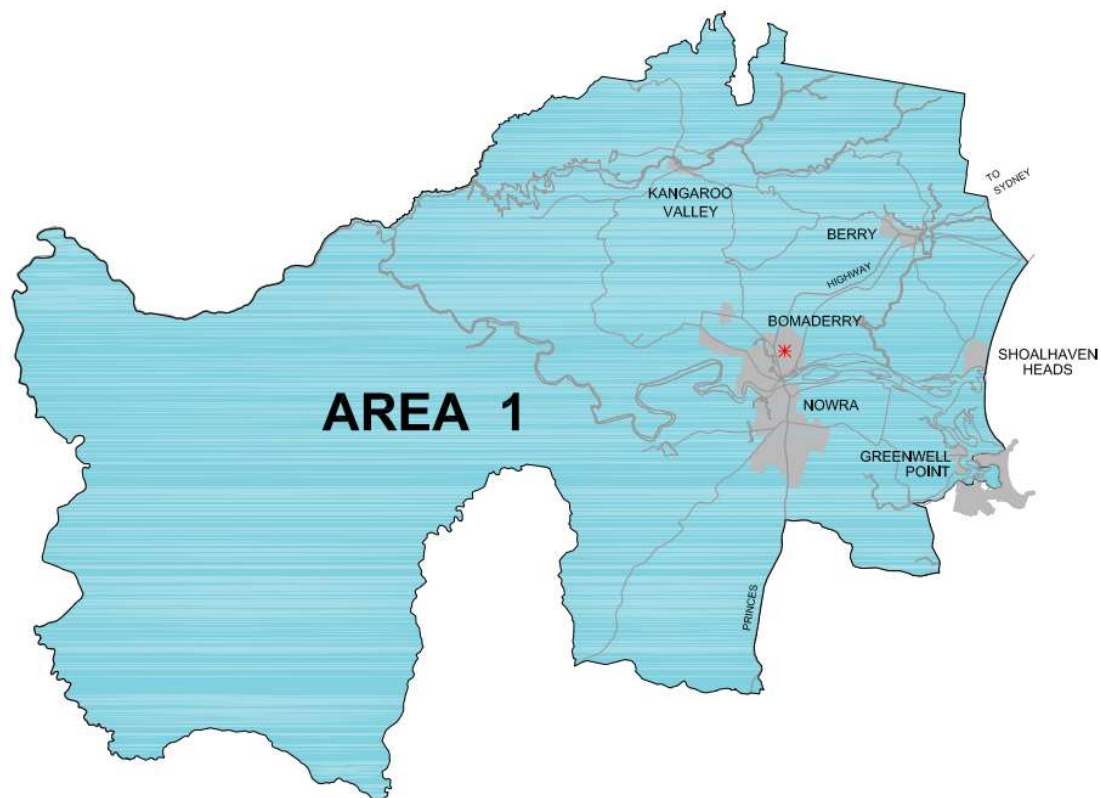 KANGAROO
VALLEY
TO
SYDNEY
BERRY
HIGHWAY
BOMADERRY
SHOALHAVEN
HEADS
AREA 1
NOWRA
GREENWELL
POINT
PRINCES